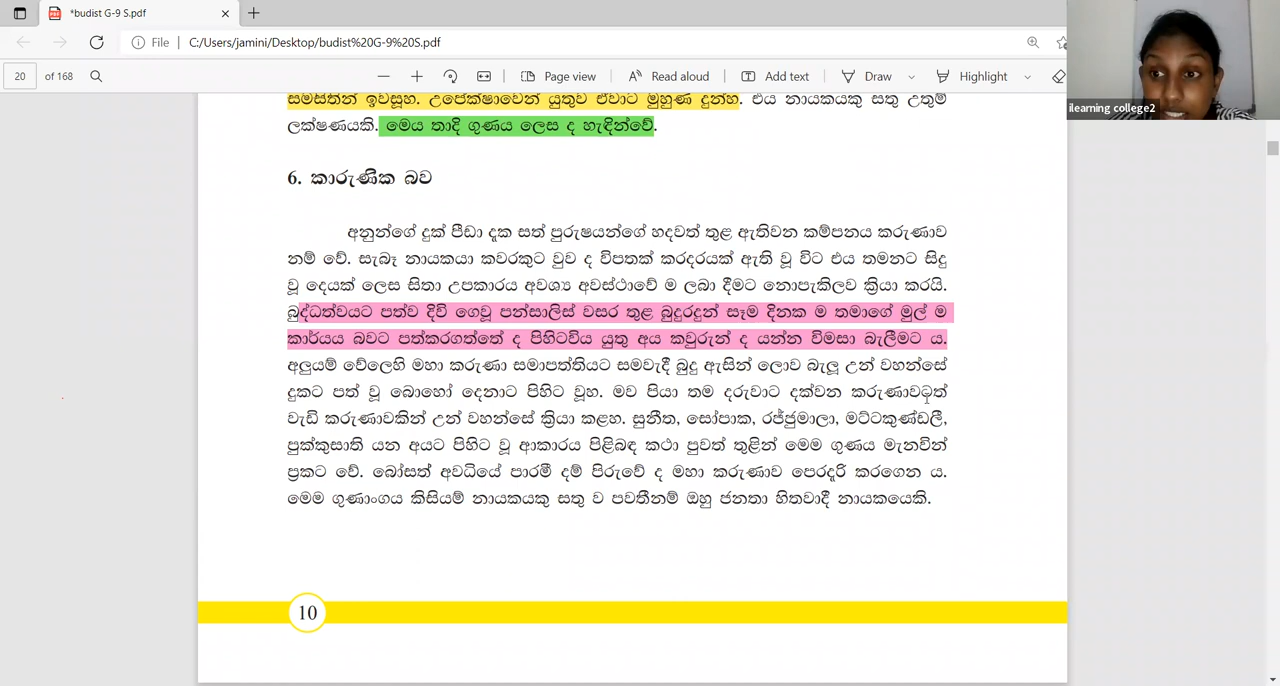 *budist G-9 S.pdf
File | C:/Users/jamini/Desktop/budist%20G-9%20S.pdf
20 of 168 Page view Read aloud Add text Draw Highlight
ilearning college2
සමස්තින් ඉවසූහ. උපේක්ෂාවෙන් යුතුව ඒවාට මුහුණ දුන්හ. එය නායකයකු සතු උතුම්
ලක්ෂණයකි. මෙය තාදි ගුණය ලෙස ද හැඳින්වේ.
6. කාරුණික බව
අනුන්ගේ දුක් පීඩා දැක සත් පුරුෂයන්ගේ හදවත් තුළ ඇතිවන කම්පනය කරුණාව
නම් වේ. සැබෑ නායකයා කවරකුට වුව ද විපතක් කරදරයක් ඇති වූ විට එය තමනට සිදු
වූ දෙයක් ලෙස සිතා උපකාරය අවශ්‍ය අවස්ථාවේ ම ලබා දීමට නොපැකිලව ක්‍රියා කරයි.
බුද්ධත්වයට පත්ව දිවි ගෙවූ පන්සාලිස් වසර තුළ බුදුරදුන් සෑම දිනක ම තමාගේ මුල් ම
කාර්යය බවට පත්කරගත්තේ ද පිහිටවිය යුතු අය කවුරුන් ද යන්න විමසා බැලීමට ය.
අලුයම් වේලෙහි මහා කරුණා සමාපත්තියට සමවැදී බුදු ඇසින් ලොව බැලූ උන් වහන්සේ
දුකට පත් වූ බොහෝ දෙනාට පිහිට වූහ. මව පියා තම දරුවාට දක්වන කරුණාවටත්
වැඩි කරුණාවකින් උන් වහන්සේ ක්‍රියා කළහ. සුනීත, සෝපාක, රජ්ජුමාලා, මට්ටකුණ්ඩලී,
පුක්කුසාති යන අයට පිහිට වූ ආකාරය පිළිබඳ කථා පුවත් තුළින් මෙම ගුණය මැනවින්
ප්‍රකට වේ. බෝසත් අවධියේ පාරමී දම් පිරුවේ ද මහා කරුණාව පෙරදැරි කරගෙන ය.
මෙම ගුණාංගය කිසියම් නායකයකු සතු ව පවතීනම් ඔහු ජනතා හිතවාදී නායකයෙකි.
10